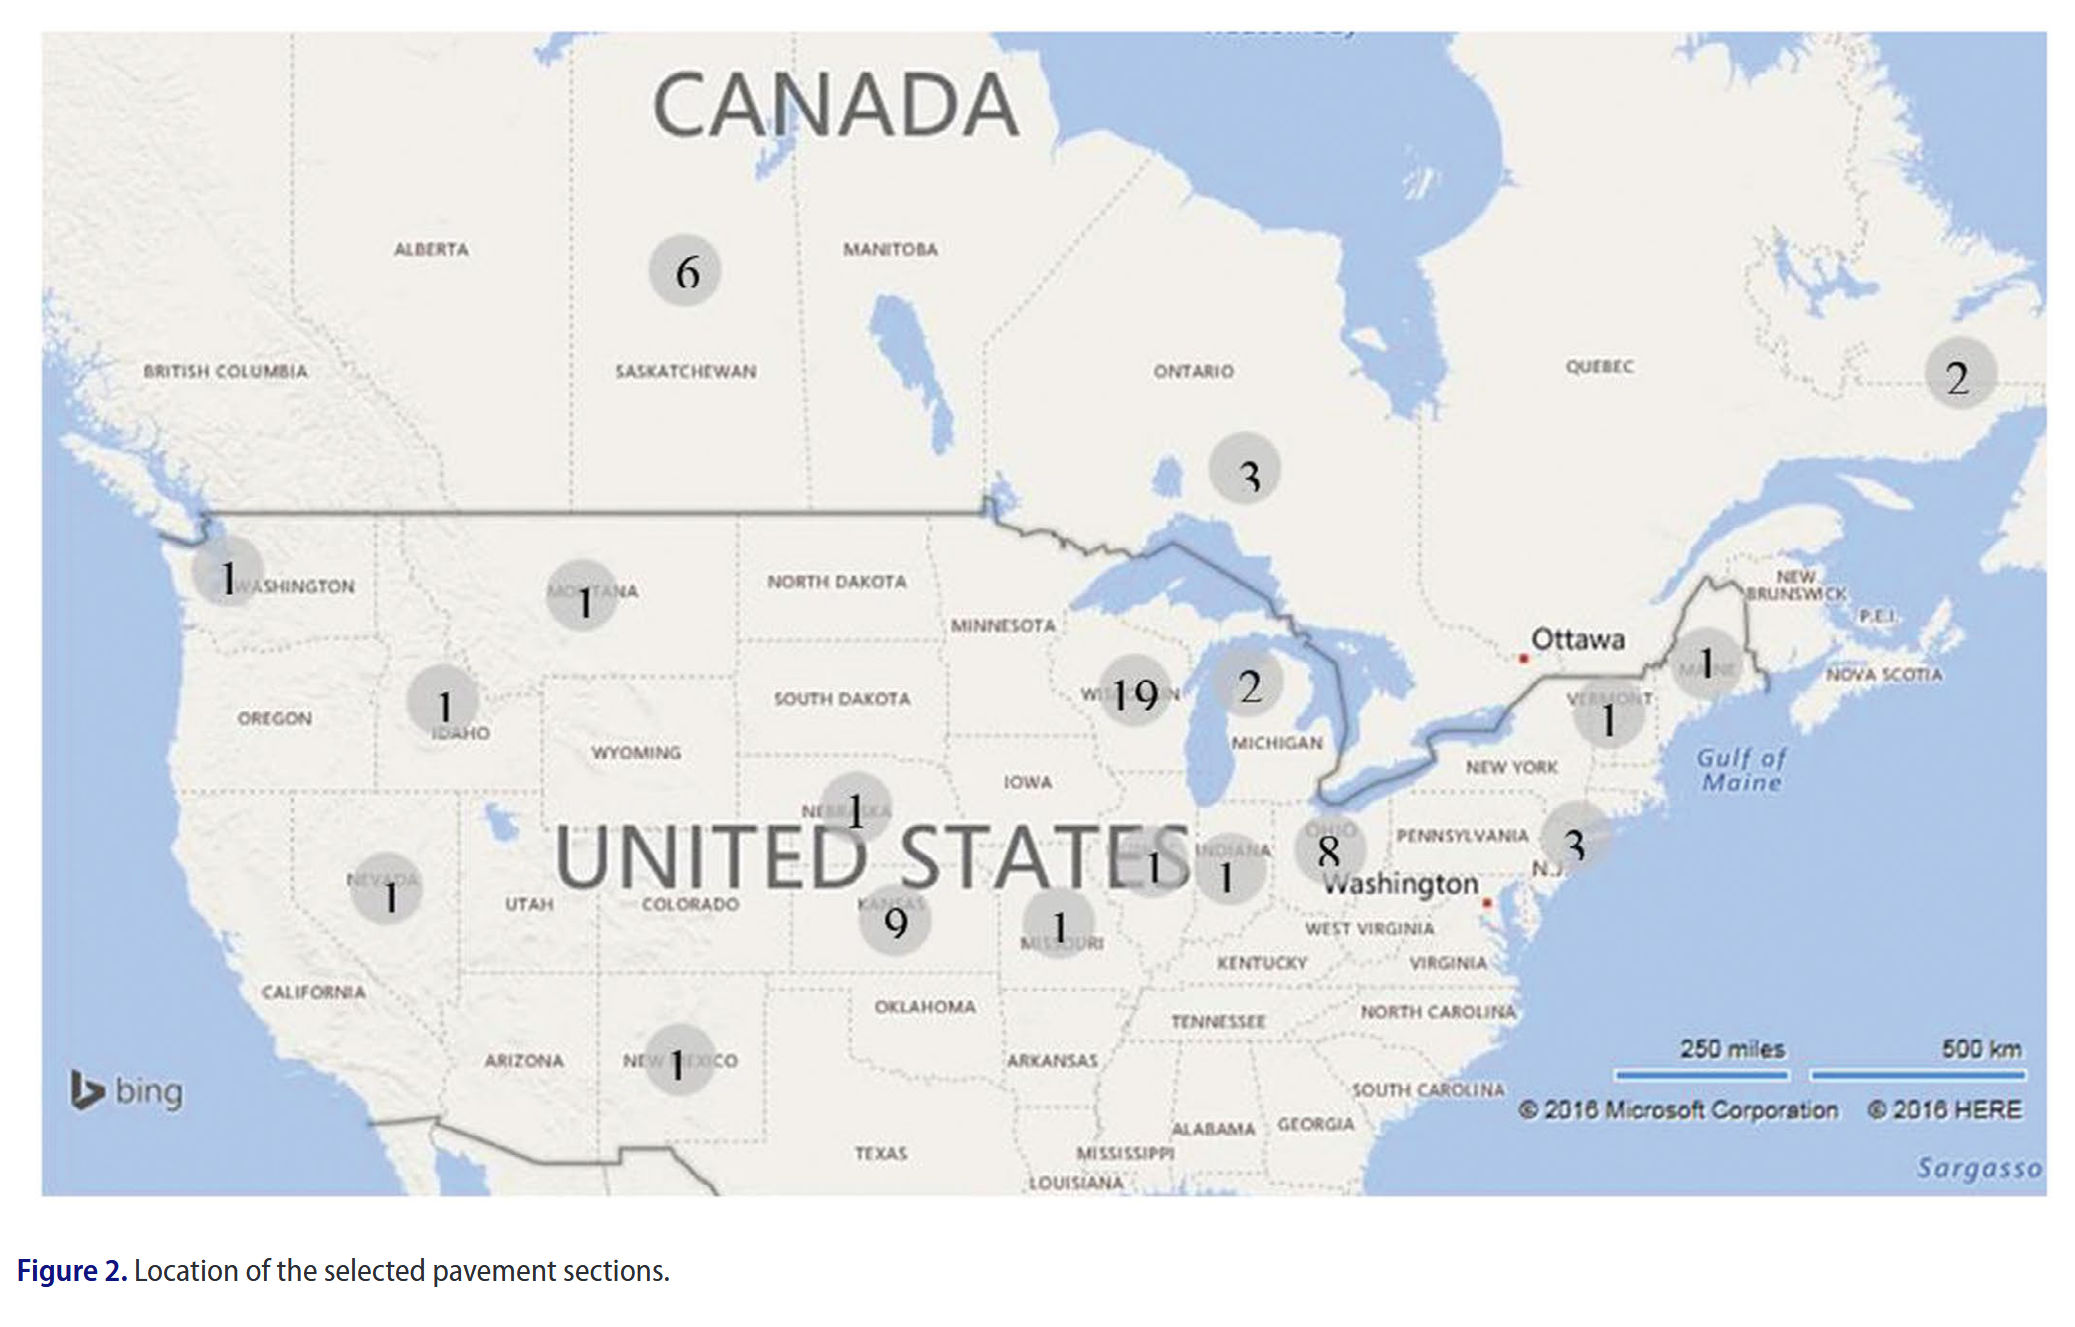 CANADA
ALBERTA
MANITOBA
6
BRITISH COLUMBIA
SASKATCHEWAN
ONTARIO
QUEBEC
2
3
1
WASHINGTON
MONTANA
1
NORTH DAKOTA
MINNESOTA
NEW
BRUNSWICK
P.E.I.
Ottawa
1
MAINE
NOVA SCOTIA
OREGON
1
IDAHO
SOUTH DAKOTA
WISCONSIN
19
2
MICHIGAN
VERMONT
1
WYOMING
IOWA
NEW YORK
Gulf of
Maine
NEBRASKA
1
UNITED STATES
1
INDIANA
1
OHIO
8
PENNSYLVANIA
3
N.J.
Washington
NEVADA
1
UTAH
COLORADO
KANSAS
9
1
MISSOURI
WEST VIRGINIA
KENTUCKY
VIRGINIA
CALIFORNIA
OKLAHOMA
TENNESSEE
NORTH CAROLINA
ARIZONA
NEW MEXICO
1
ARKANSAS
SOUTH CAROLINA
250 miles
500 km
bing
© 2016 Microsoft Corporation © 2016 HERE
ALABAMA
GEORGIA
TEXAS
MISSISSIPPI
LOUISIANA
Sargasso
Figure 2. Location of the selected pavement sections.